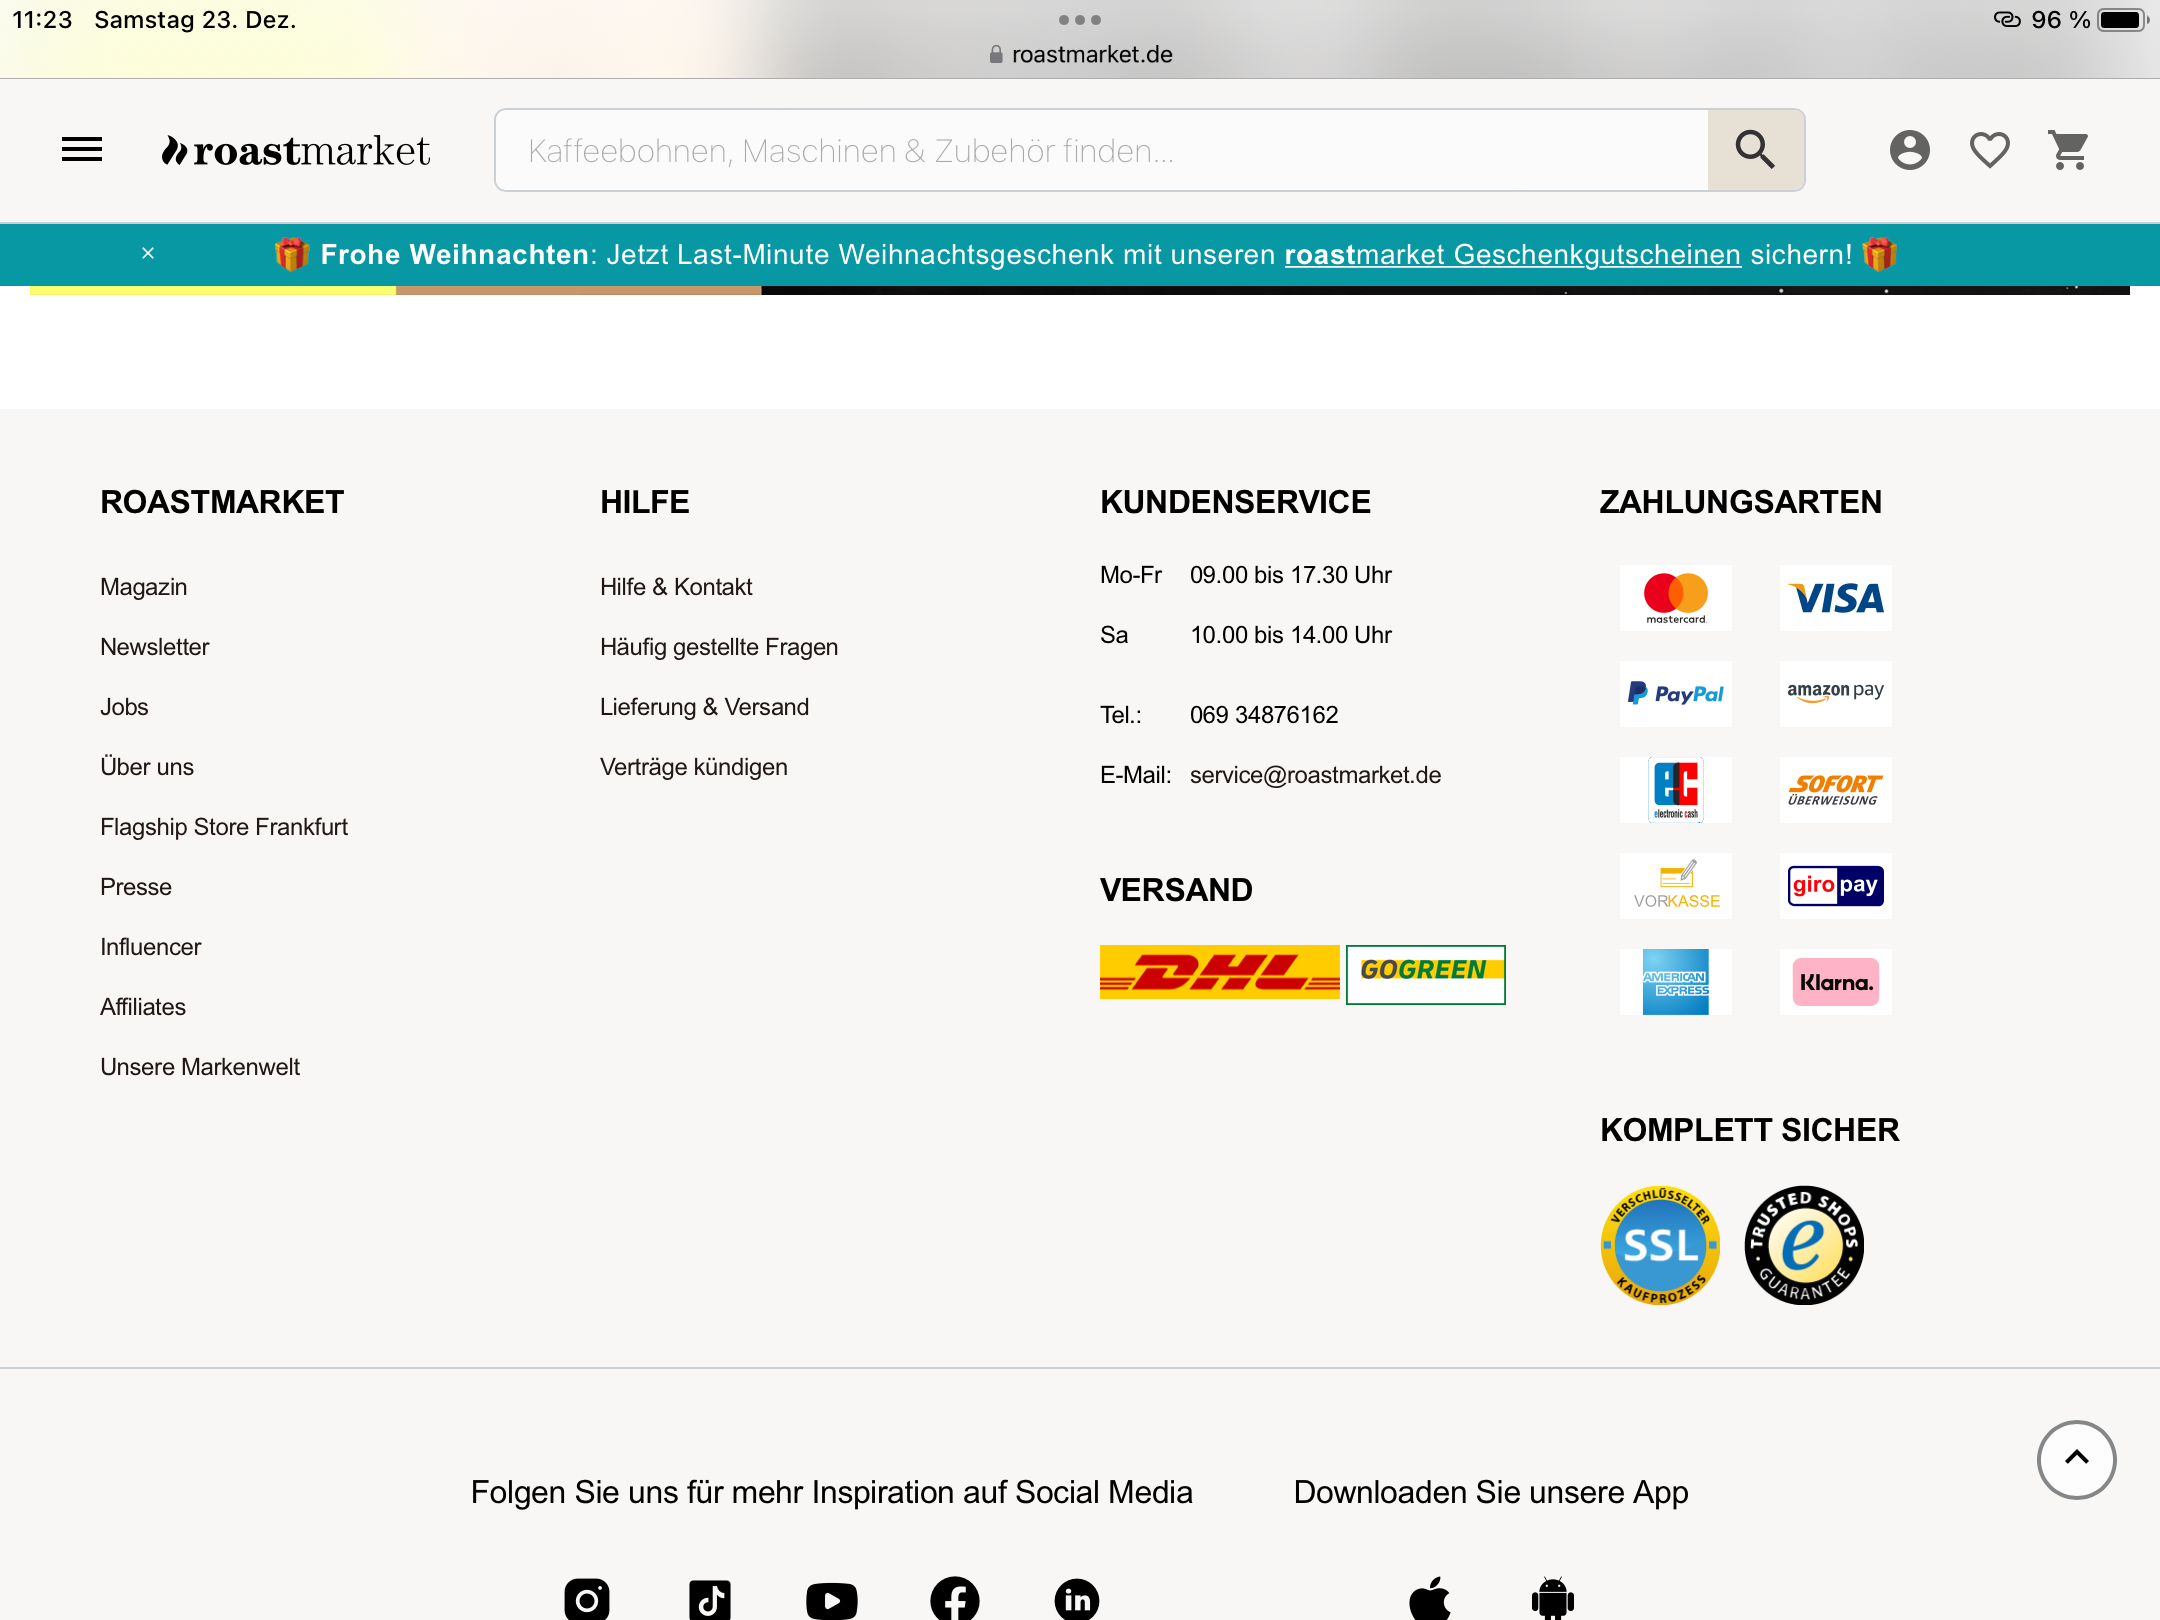 11:23 Samstag 23. Dez.
96 %
roastmarket.de
roastmarket
Kaffeebohnen, Maschinen & Zubehör finden...
× Frohe Weihnachten: Jetzt Last-Minute Weihnachtsgeschenk mit unseren roastmarket Geschenkgutscheinen sichern!
ROASTMARKET
Magazin
Newsletter
Jobs
Über uns
Flagship Store Frankfurt
Presse
Influencer
Affiliates
Unsere Markenwelt
HILFE
Hilfe & Kontakt
Häufig gestellte Fragen
Lieferung & Versand
Verträge kündigen
KUNDENSERVICE
Mo-Fr 09.00 bis 17.30 Uhr
Sa 10.00 bis 14.00 Uhr
Tel.: 069 34876162
E-Mail: service@roastmarket.de
VERSAND
DHL GOGREEN
ZAHLUNGSARTEN
mastercard.
VISA
PayPal
amazon pay
ec
electronic cash
SOFORT
ÜBERWEISUNG
VORKASSE
giropay
AMERICAN
EXPRESS
Klarna.
KOMPLETT SICHER
VERSCHLÜSSELTER
SSL
KAUFPROZESS
TRUSTED SHOPS
e
GUARANTEE
Folgen Sie uns für mehr Inspiration auf Social Media
Downloaden Sie unsere App
in